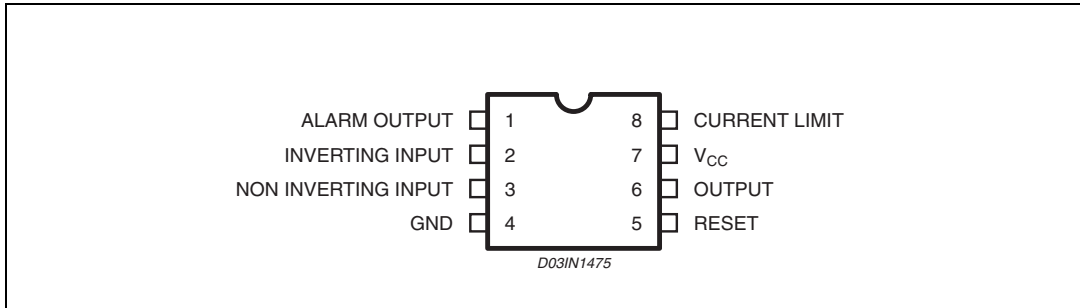 ALARM OUTPUT 1 8 CURRENT LIMIT
INVERTING INPUT 2 7 VCC
NON INVERTING INPUT 3 6 OUTPUT
GND 4 5 RESET
D03IN1475